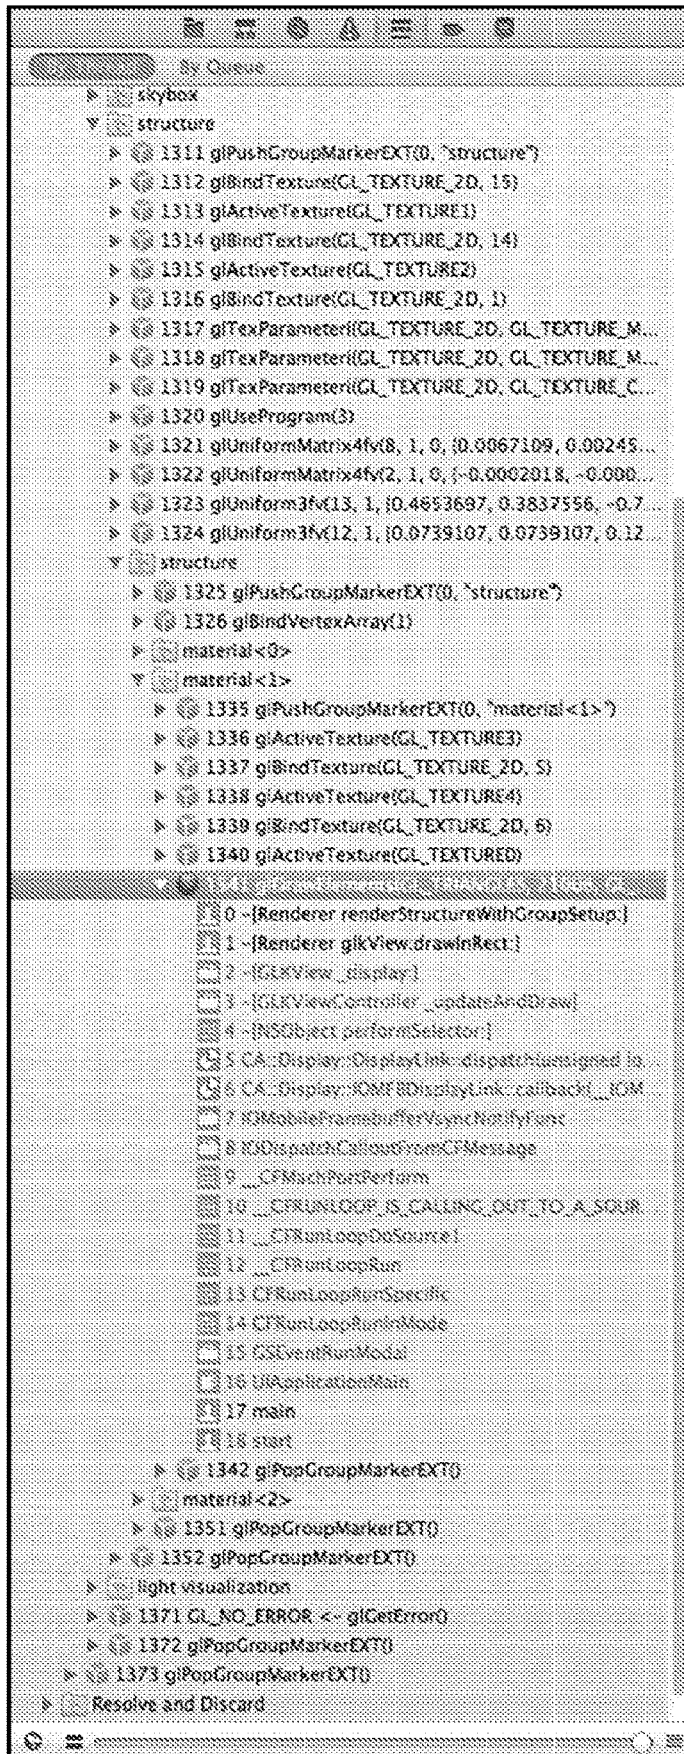 By Queue
skybox
structure
1311 glPushGroupMarkerEXT(0, "structure")
1312 glBindTexture(GL_TEXTURE_2D, 15)
1313 glActiveTexture(GL_TEXTURE1)
1314 glBindTexture(GL_TEXTURE_2D, 14)
1315 glActiveTexture(GL_TEXTURE2)
1316 glBindTexture(GL_TEXTURE_2D, 1)
1317 glTexParameteri(GL_TEXTURE_2D, GL_TEXTURE_M...
1318 glTexParameteri(GL_TEXTURE_2D, GL_TEXTURE_M...
1319 glTexParameteri(GL_TEXTURE_2D, GL_TEXTURE_C...
1320 glUseProgram(3)
1321 glUniformMatrix4fv(8, 1, 0, {0.0067109, 0.00245...
1322 glUniformMatrix4fv(2, 1, 0, {-0.0002018, -0.000...
1323 glUniform3fv(13, 1, {0.4653697, 0.3837556, -0.7...
1324 glUniform3fv(12, 1, {0.0739107, 0.0739107, 0.12...
structure
1325 glPushGroupMarkerEXT(0, "structure")
1326 glBindVertexArray(1)
material<0>
material<1>
1335 glPushGroupMarkerEXT(0, "material<1>")
1336 glActiveTexture(GL_TEXTURE3)
1337 glBindTexture(GL_TEXTURE_2D, 5)
1338 glActiveTexture(GL_TEXTURE4)
1339 glBindTexture(GL_TEXTURE_2D, 6)
1340 glActiveTexture(GL_TEXTURE0)
1341
0 -[Renderer renderStructureWithGroupSetup:]
1 -[Renderer glkView:drawInRect:]
2 -[GLKView _display:]
3 -[GLKViewController _updateAndDraw]
4 -[NSObject performSelector:]
5 CA::Display::DisplayLink::dispatch(unsigned lo...
6 CA::Display::IOMFBDisplayLink::callback(__IOM...
7 IOMobileFramebufferVsyncNotifyFunc
8 IODispatchCalloutFromCFMessage
9 __CFMachPortPerform
10 __CFRUNLOOP_IS_CALLING_OUT_TO_A_SOUR...
11 __CFRunLoopDoSource1
12 __CFRunLoopRun
13 CFRunLoopRunSpecific
14 CFRunLoopRunInMode
15 GSEventRunModal
16 UIApplicationMain
17 main
18 start
1342 glPopGroupMarkerEXT()
material<2>
1351 glPopGroupMarkerEXT()
1352 glPopGroupMarkerEXT()
light visualization
1371 GL_NO_ERROR <- glGetError()
1372 glPopGroupMarkerEXT()
1373 glPopGroupMarkerEXT()
Resolve and Discard